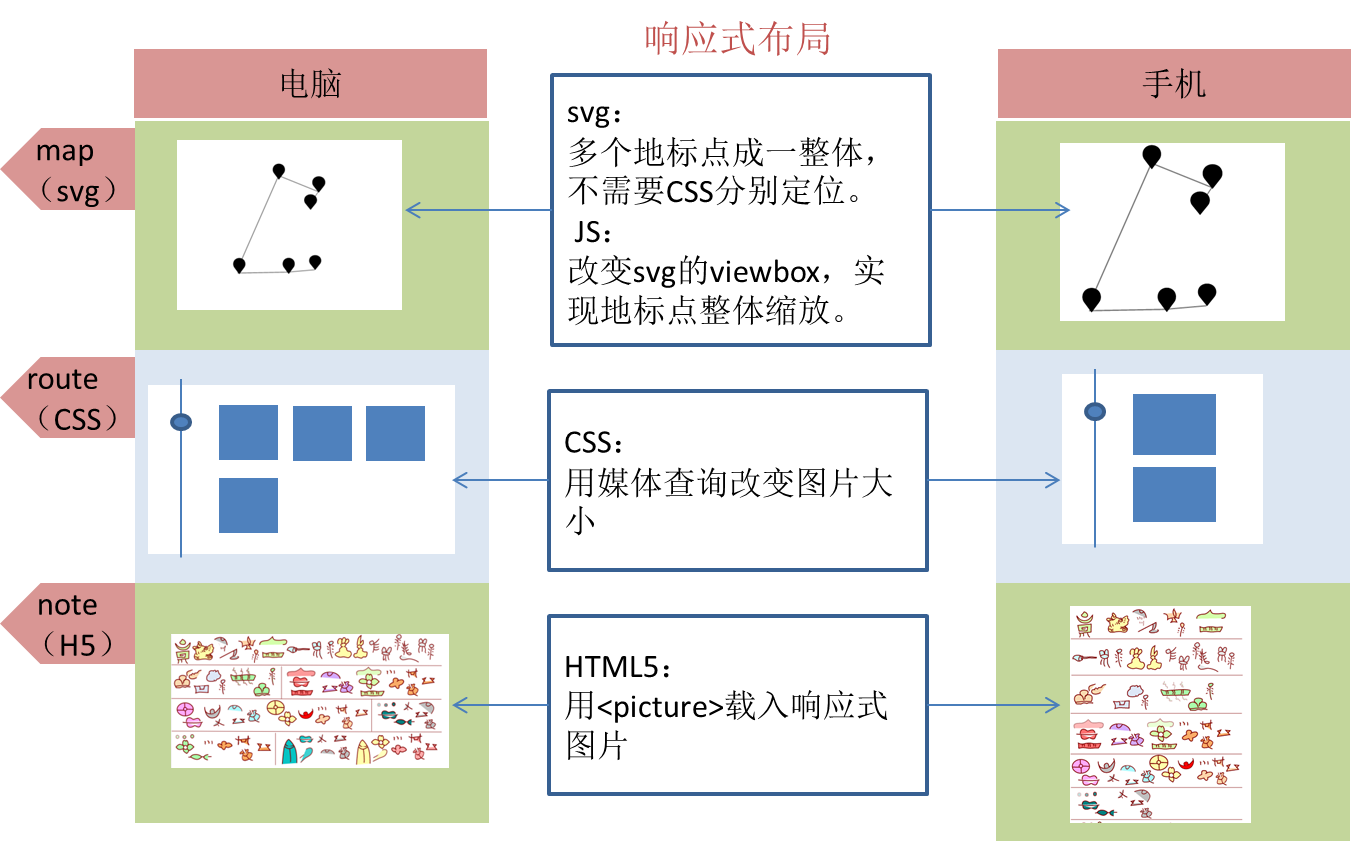 响应式布局
电脑
手机
map
（svg）
svg：
多个地标点成一整体，
不需要CSS分别定位。
JS：
改变svg的viewbox，实
现地标点整体缩放。
route
（CSS）
CSS：
用媒体查询改变图片大
小
note
（H5）
HTML5：
用<picture>载入响应式
图片